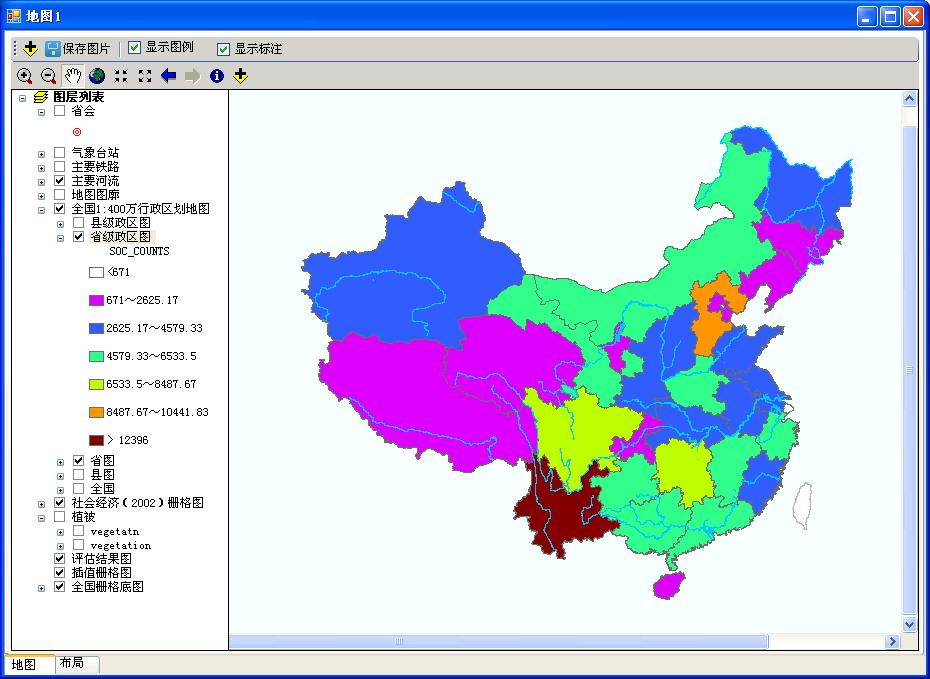 地图1
保存图片 显示图例 显示标注
图层列表
省会
气象台站
主要铁路
主要河流
地图图廓
全国1:400万行政区划地图
县级政区图
省级政区图
SOC_COUNTS
<671
671～2625.17
2625.17～4579.33
4579.33～6533.5
6533.5～8487.67
8487.67～10441.83
> 12396
省图
县图
全国
社会经济(2002)栅格图
植被
vegetatn
vegetation
评估结果图
插值栅格图
全国栅格底图
地图 布局